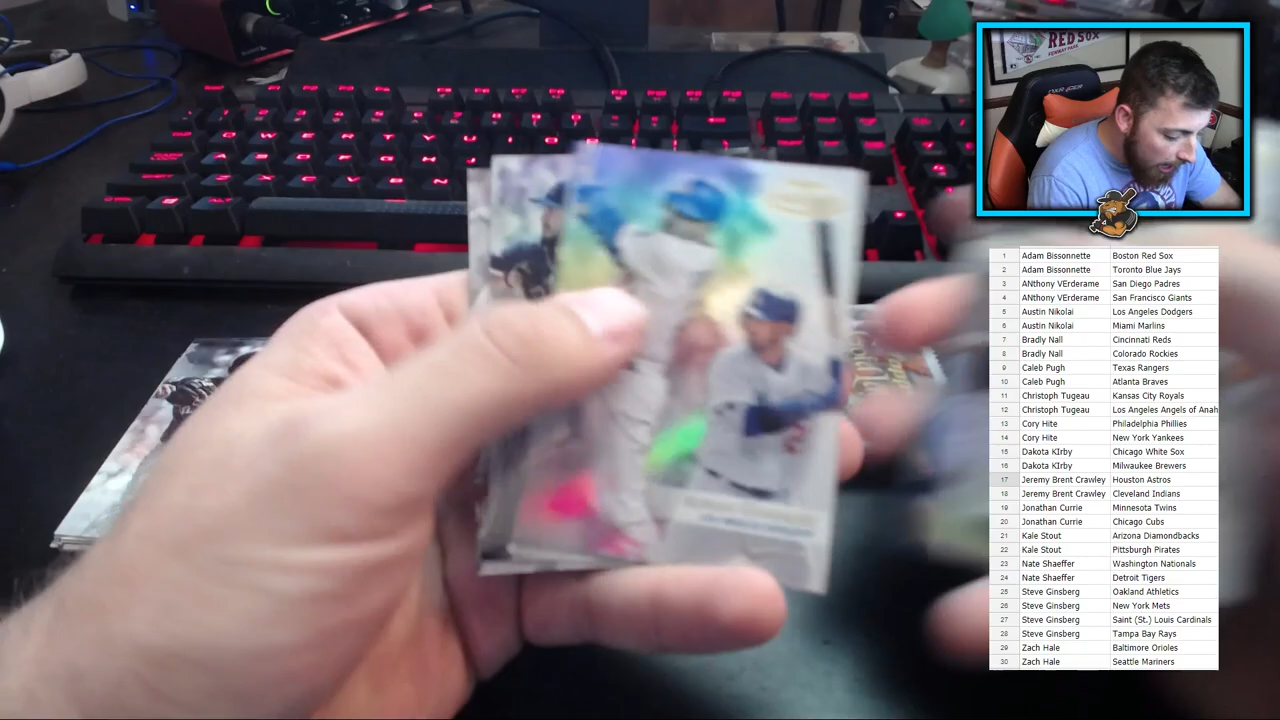 RED SOX
1 Adam Bissonnette Boston Red Sox
2 Adam Bissonnette Toronto Blue Jays
3 ANthony VErderame San Diego Padres
4 ANthony VErderame San Francisco Giants
5 Austin Nikolai Los Angeles Dodgers
6 Austin Nikolai Miami Marlins
7 Bradly Nall Cincinnati Reds
8 Bradly Nall Colorado Rockies
9 Caleb Pugh Texas Rangers
10 Caleb Pugh Atlanta Braves
11 Christoph Tugeau Kansas City Royals
12 Christoph Tugeau Los Angeles Angels of Anah
13 Cory Hite Philadelphia Phillies
14 Cory Hite New York Yankees
15 Dakota KIrby Chicago White Sox
16 Dakota KIrby Milwaukee Brewers
17 Jeremy Brent Crawley Houston Astros
18 Jeremy Brent Crawley Cleveland Indians
19 Jonathan Currie Minnesota Twins
20 Jonathan Currie Chicago Cubs
21 Kale Stout Arizona Diamondbacks
22 Kale Stout Pittsburgh Pirates
23 Nate Shaeffer Washington Nationals
24 Nate Shaeffer Detroit Tigers
25 Steve Ginsberg Oakland Athletics
26 Steve Ginsberg New York Mets
27 Steve Ginsberg Saint (St.) Louis Cardinals
28 Steve Ginsberg Tampa Bay Rays
29 Zach Hale Baltimore Orioles
30 Zach Hale Seattle Mariners